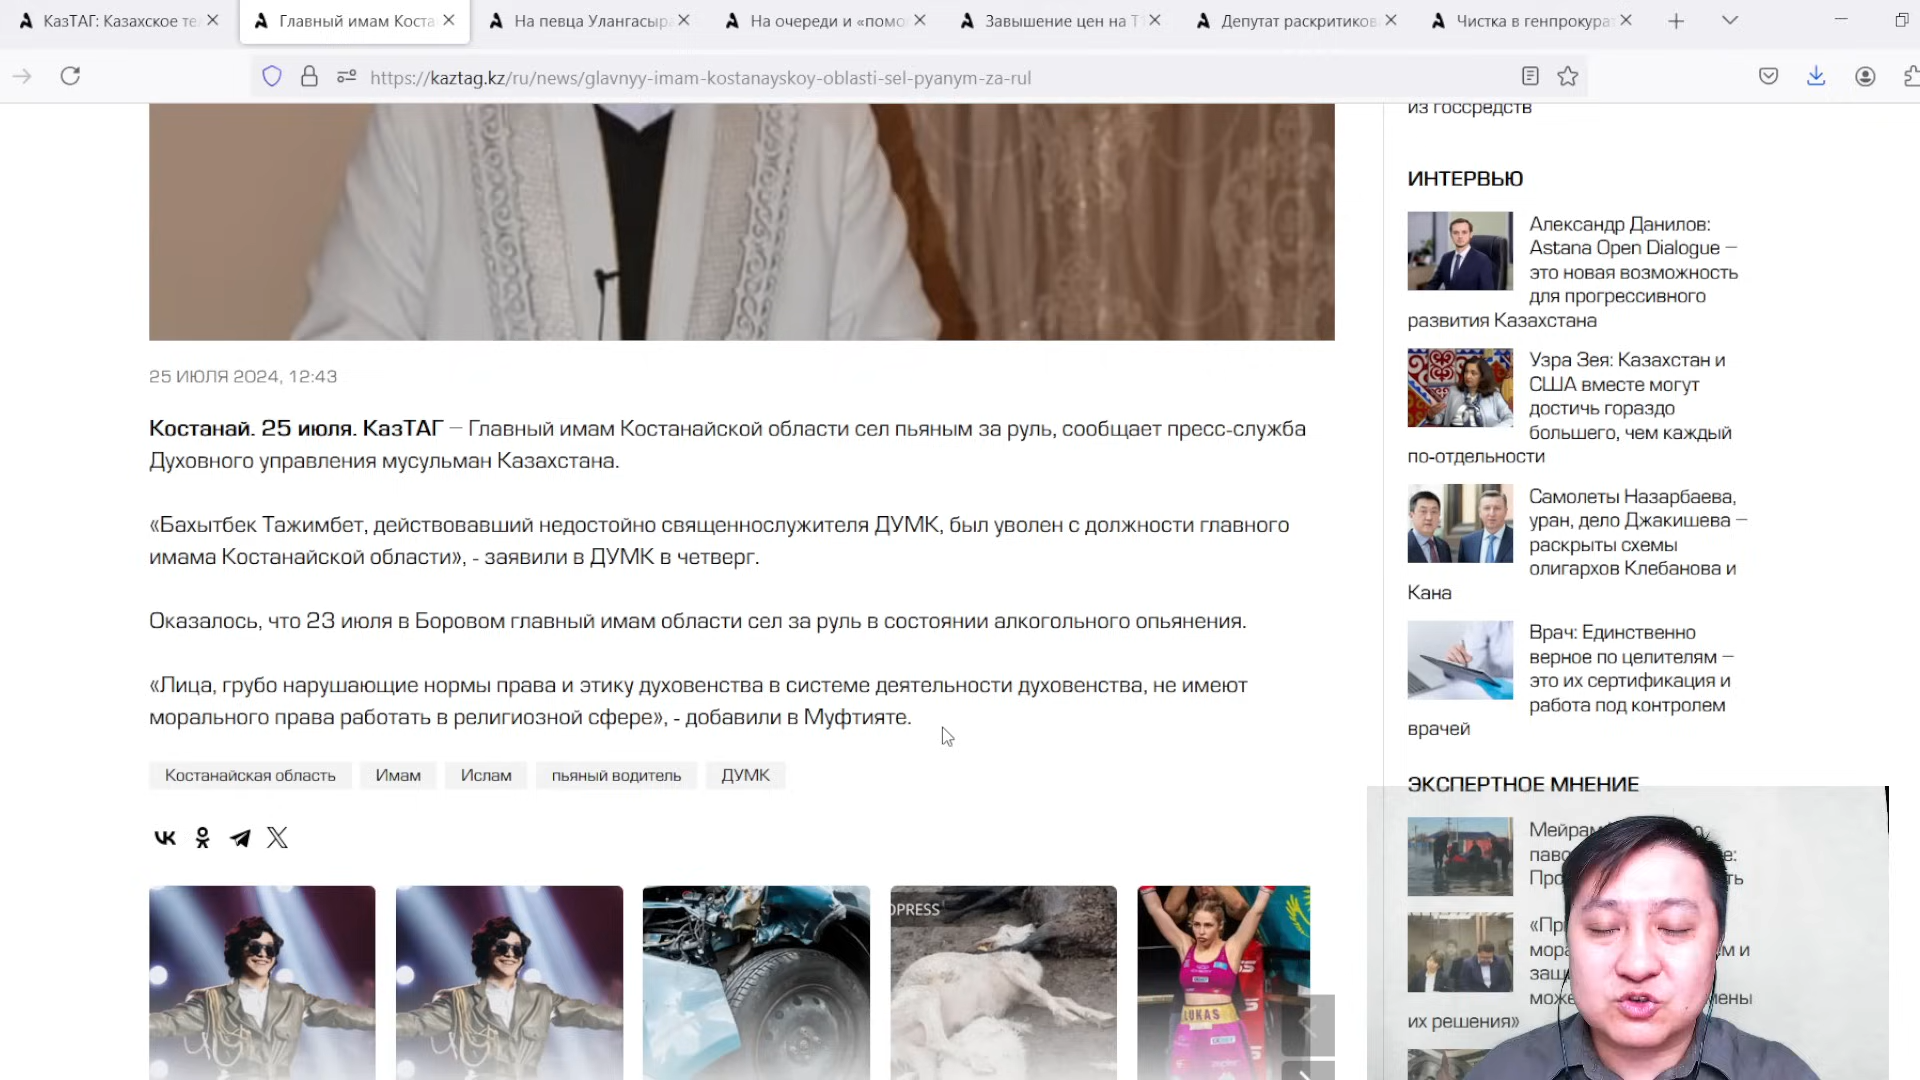 КазТАГ: Казахское те
Главный имам Коста
На певца Улангасыра
На очереди и «помо
Завышение цен на Т
Депутат раскритиков
Чистка в генпрокурат
https://kaztag.kz/ru/news/glavnyy-imam-kostanayskoy-oblasti-sel-pyanym-za-rul
25 ИЮЛЯ 2024, 12:43
Костанай. 25 июля. КазТАГ – Главный имам Костанайской области сел пьяным за руль, сообщает пресс-служба
Духовного управления мусульман Казахстана.
«Бахытбек Тажимбет, действовавший недостойно священнослужителя ДУМК, был уволен с должности главного
имама Костанайской области», - заявили в ДУМК в четверг.
Оказалось, что 23 июля в Боровом главный имам области сел за руль в состоянии алкогольного опьянения.
«Лица, грубо нарушающие нормы права и этику духовенства в системе деятельности духовенства, не имеют
морального права работать в религиозной сфере», - добавили в Муфтияте.
Костанайская область
Имам
Ислам
пьяный водитель
ДУМК
OPRESS
LUKAS
из госсредств
ИНТЕРВЬЮ
Александр Данилов:
Astana Open Dialogue –
это новая возможность
для прогрессивного
развития Казахстана
Узра Зея: Казахстан и
США вместе могут
достичь гораздо
большего, чем каждый
по-отдельности
Самолеты Назарбаева,
уран, дело Джакишева –
раскрыты схемы
олигархов Клебанова и
Кана
Врач: Единственно
верное по целителям –
это их сертификация и
работа под контролем
врачей
ЭКСПЕРТНОЕ МНЕНИЕ
их решения»